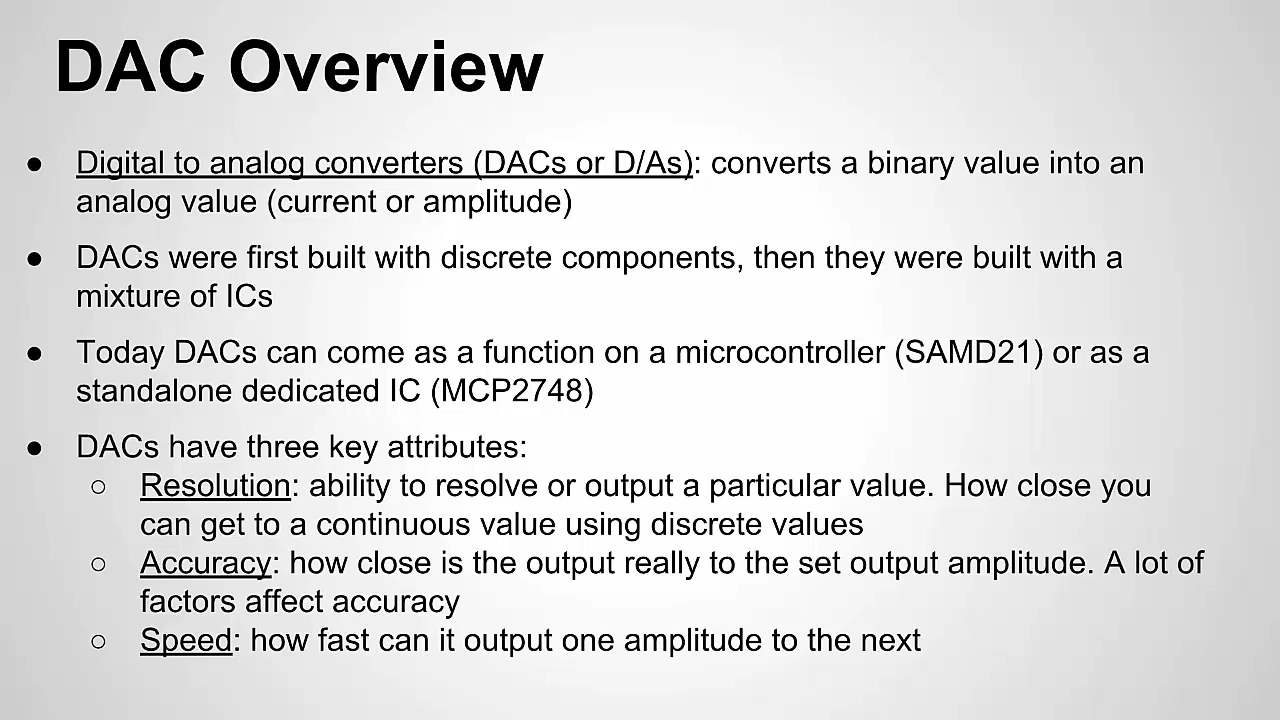 DAC Overview
● Digital to analog converters (DACs or D/As): converts a binary value into an
analog value (current or amplitude)
● DACs were first built with discrete components, then they were built with a
mixture of ICs
● Today DACs can come as a function on a microcontroller (SAMD21) or as a
standalone dedicated IC (MCP2748)
● DACs have three key attributes:
○ Resolution: ability to resolve or output a particular value. How close you
can get to a continuous value using discrete values
○ Accuracy: how close is the output really to the set output amplitude. A lot of
factors affect accuracy
○ Speed: how fast can it output one amplitude to the next